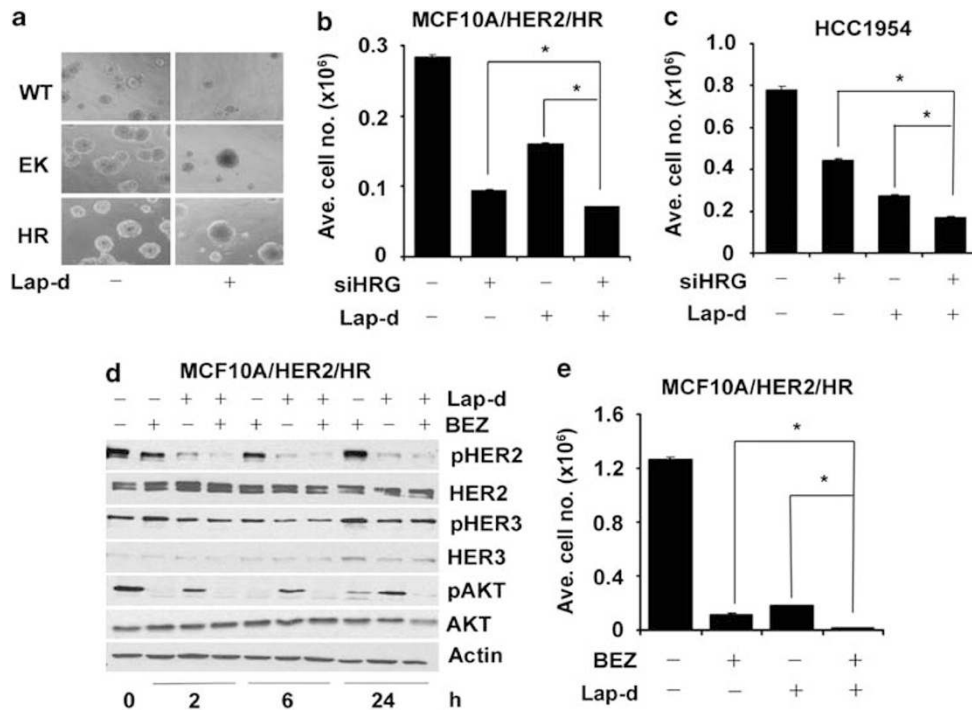 a
WT
EK
HR
Lap-d − +
b
MCF10A/HER2/HR
Ave. cell no. (x10⁶)
0.3
0.2
0.1
0
*
*
siHRG − + − +
Lap-d − − + +
c
HCC1954
Ave. cell no. (x10⁶)
1.0
0.8
0.6
0.4
0.2
0
*
*
siHRG − + − +
Lap-d − − + +
d
MCF10A/HER2/HR
− − + + − + + − + + Lap-d
− + − + + − + + − + BEZ
pHER2
HER2
pHER3
HER3
pAKT
AKT
Actin
0 2 6 24 h
e
MCF10A/HER2/HR
Ave. cell no. (x10⁶)
1.6
1.2
0.8
0.4
0
*
*
BEZ − + − +
Lap-d − − + +